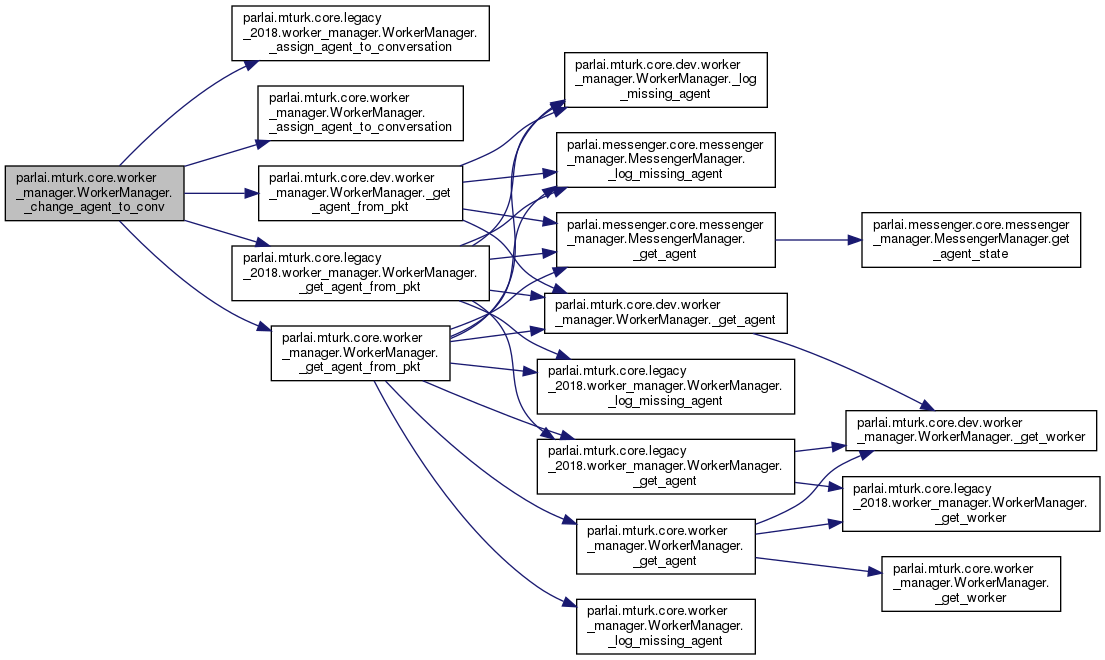 parlai.mturk.core.legacy
_2018.worker_manager.WorkerManager.
_assign_agent_to_conversation
parlai.mturk.core.worker
_manager.WorkerManager.
_assign_agent_to_conversation
parlai.mturk.core.worker
_manager.WorkerManager.
_change_agent_to_conv
parlai.mturk.core.dev.worker
_manager.WorkerManager._get
_agent_from_pkt
parlai.mturk.core.legacy
_2018.worker_manager.WorkerManager.
_get_agent_from_pkt
parlai.mturk.core.worker
_manager.WorkerManager.
_get_agent_from_pkt
parlai.mturk.core.dev.worker
_manager.WorkerManager._log
_missing_agent
parlai.messenger.core.messenger
_manager.MessengerManager.
_log_missing_agent
parlai.messenger.core.messenger
_manager.MessengerManager.
_get_agent
parlai.messenger.core.messenger
_manager.MessengerManager.get
_agent_state
parlai.mturk.core.dev.worker
_manager.WorkerManager._get_agent
parlai.mturk.core.legacy
_2018.worker_manager.WorkerManager.
_log_missing_agent
parlai.mturk.core.legacy
_2018.worker_manager.WorkerManager.
_get_agent
parlai.mturk.core.worker
_manager.WorkerManager.
_get_agent
parlai.mturk.core.worker
_manager.WorkerManager.
_log_missing_agent
parlai.mturk.core.dev.worker
_manager.WorkerManager._get_worker
parlai.mturk.core.legacy
_2018.worker_manager.WorkerManager.
_get_worker
parlai.mturk.core.worker
_manager.WorkerManager.
_get_worker